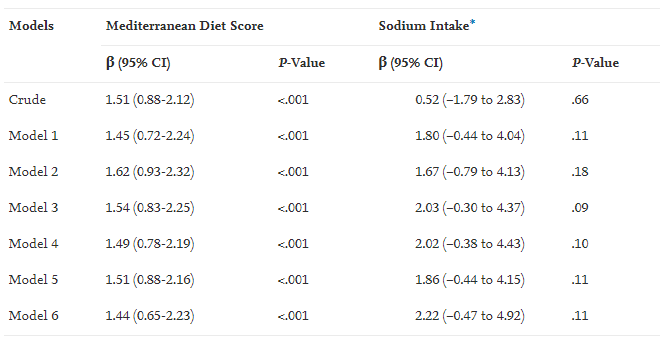 Models Mediterranean Diet Score Sodium Intake*
β (95% CI) P-Value β (95% CI) P-Value
Crude 1.51 (0.88-2.12) <.001 0.52 (–1.79 to 2.83) .66
Model 1 1.45 (0.72-2.24) <.001 1.80 (–0.44 to 4.04) .11
Model 2 1.62 (0.93-2.32) <.001 1.67 (–0.79 to 4.13) .18
Model 3 1.54 (0.83-2.25) <.001 2.03 (–0.30 to 4.37) .09
Model 4 1.49 (0.78-2.19) <.001 2.02 (–0.38 to 4.43) .10
Model 5 1.51 (0.88-2.16) <.001 1.86 (–0.44 to 4.15) .11
Model 6 1.44 (0.65-2.23) <.001 2.22 (–0.47 to 4.92) .11